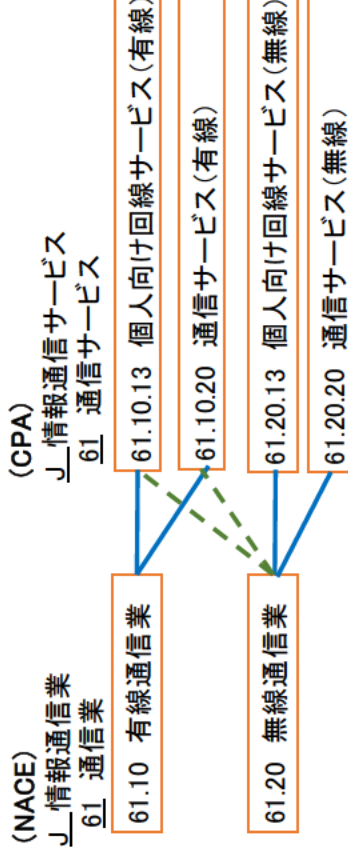 (NACE)
J 情報通信業
61 通信業
61.10 有線通信業
61.20 無線通信業
(CPA)
J 情報通信サービス
61 通信サービス
61.10.13 個人向け回線サービス(有線)
61.10.20 通信サービス(有線)
61.20.13 個人向け回線サービス(無線)
61.20.20 通信サービス(無線)